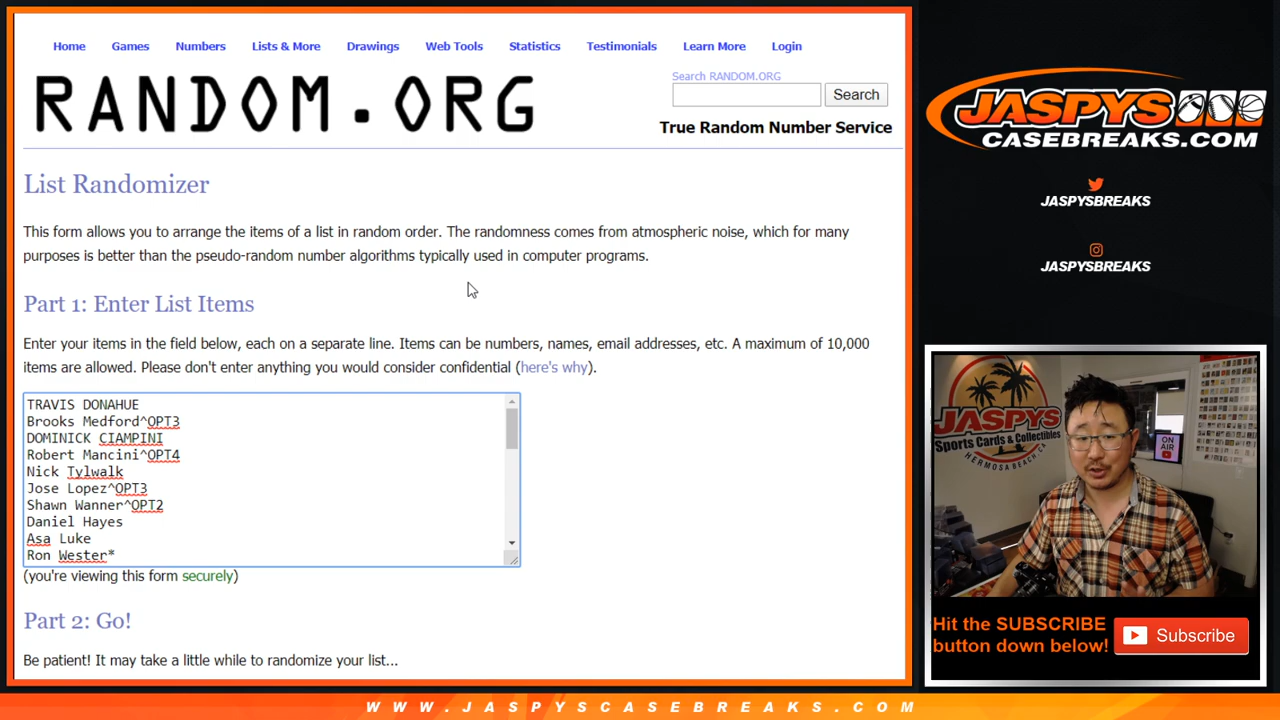 Home Games Numbers Lists & More Drawings Web Tools Statistics Testimonials Learn More Login
RANDOM.ORG
Search RANDOM.ORG
Search
True Random Number Service
List Randomizer
This form allows you to arrange the items of a list in random order. The randomness comes from atmospheric noise, which for many
purposes is better than the pseudo-random number algorithms typically used in computer programs.
Part 1: Enter List Items
Enter your items in the field below, each on a separate line. Items can be numbers, names, email addresses, etc. A maximum of 10,000
items are allowed. Please don't enter anything you would consider confidential (here's why).
TRAVIS DONAHUE
Brooks Medford^OPT3
DOMINICK CIAMPINI
Robert Mancini^OPT4
Nick Tylwalk
Jose Lopez^OPT3
Shawn Wanner^OPT2
Daniel Hayes
Asa Luke
Ron Wester*
(you're viewing this form securely)
Part 2: Go!
Be patient! It may take a little while to randomize your list...
JASPYS
CASEBREAKS.COM
JASPYSBREAKS
JASPYSBREAKS
JASPYS
Sports Cards & Collectibles
HERMOSA BEACH, CA
ON AIR
Hit the SUBSCRIBE
button down below!
Subscribe
WWW.JASPYSCASEBREAKS.COM